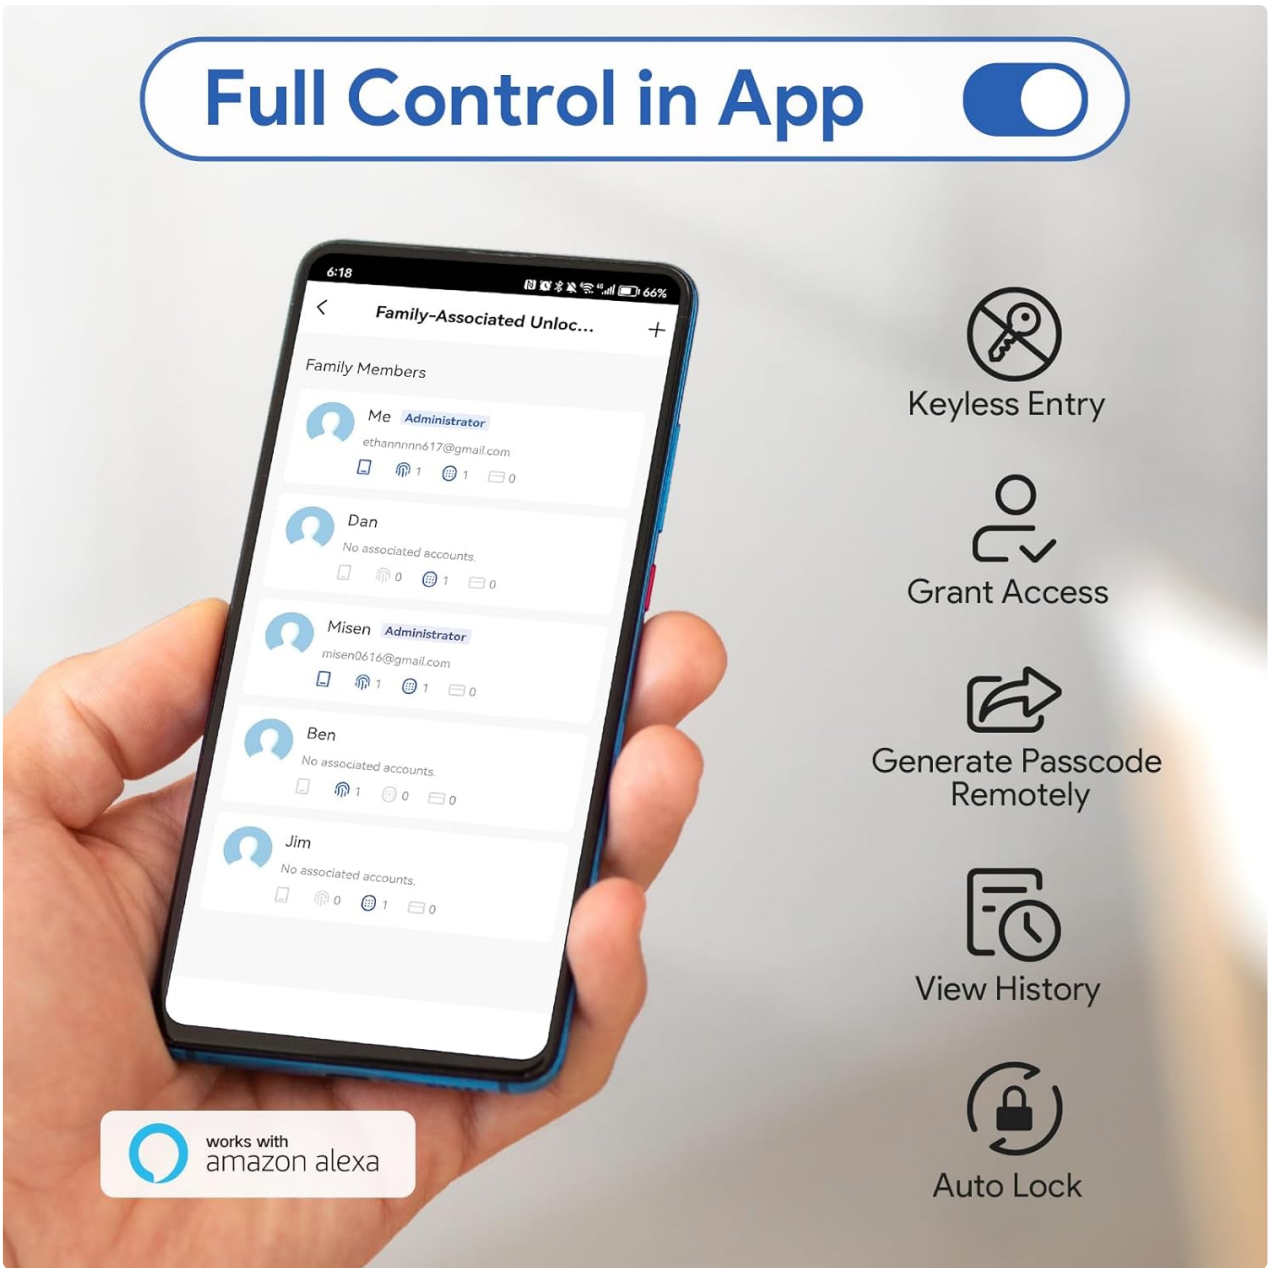 Full Control in App
6:18
66%
Family-Associated Unloc...
Family Members
Me Administrator
ethannnnn617@gmail.com
1 1 0
Dan
No associated accounts.
0 1 0
Misen Administrator
misen0616@gmail.com
1 1 0
Ben
No associated accounts.
1 0 0
Jim
No associated accounts.
0 1 0
Keyless Entry
Grant Access
Generate Passcode
Remotely
View History
Auto Lock
works with
amazon alexa